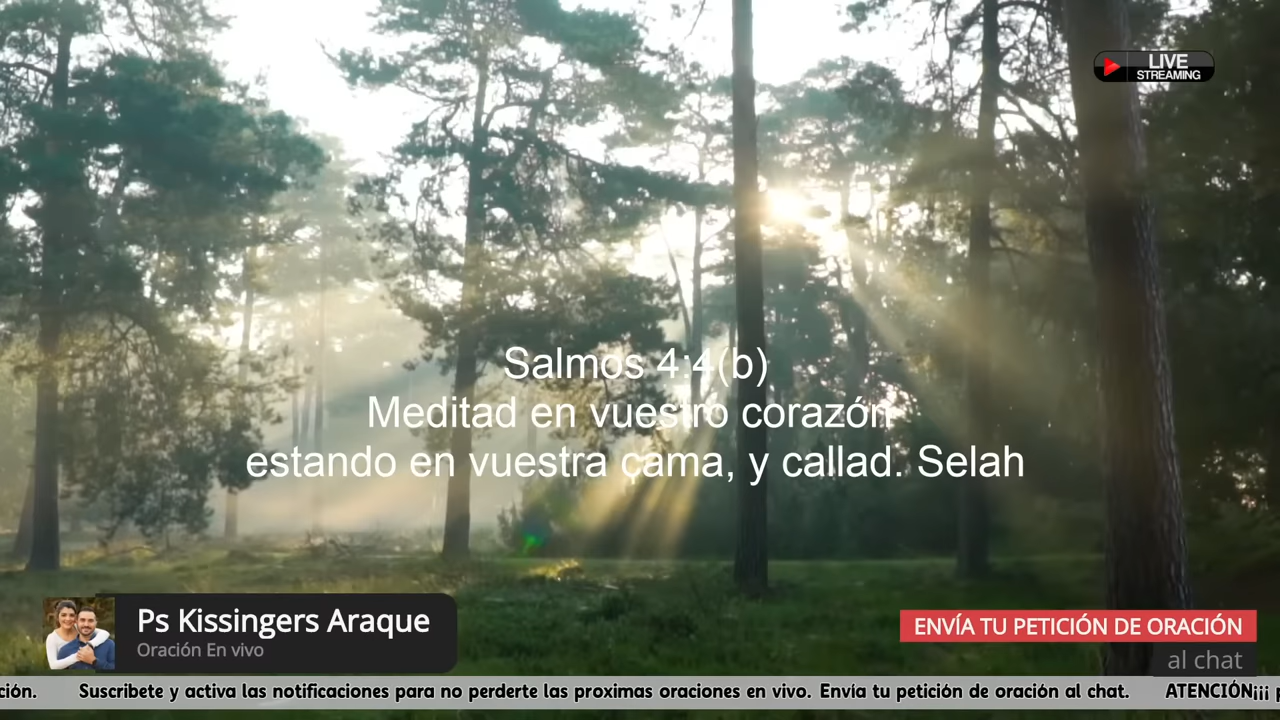 LIVE
STREAMING
Salmos 4:4(b)
Meditad en vuestro corazón
estando en vuestra cama, y callad. Selah
Ps Kissingers Araque
Oración En vivo
ENVÍA TU PETICIÓN DE ORACIÓN
al chat
ción. Suscribete y activa las notificaciones para no perderte las proximas oraciones en vivo. Envía tu petición de oración al chat. ATENCIÓN¡¡¡ p